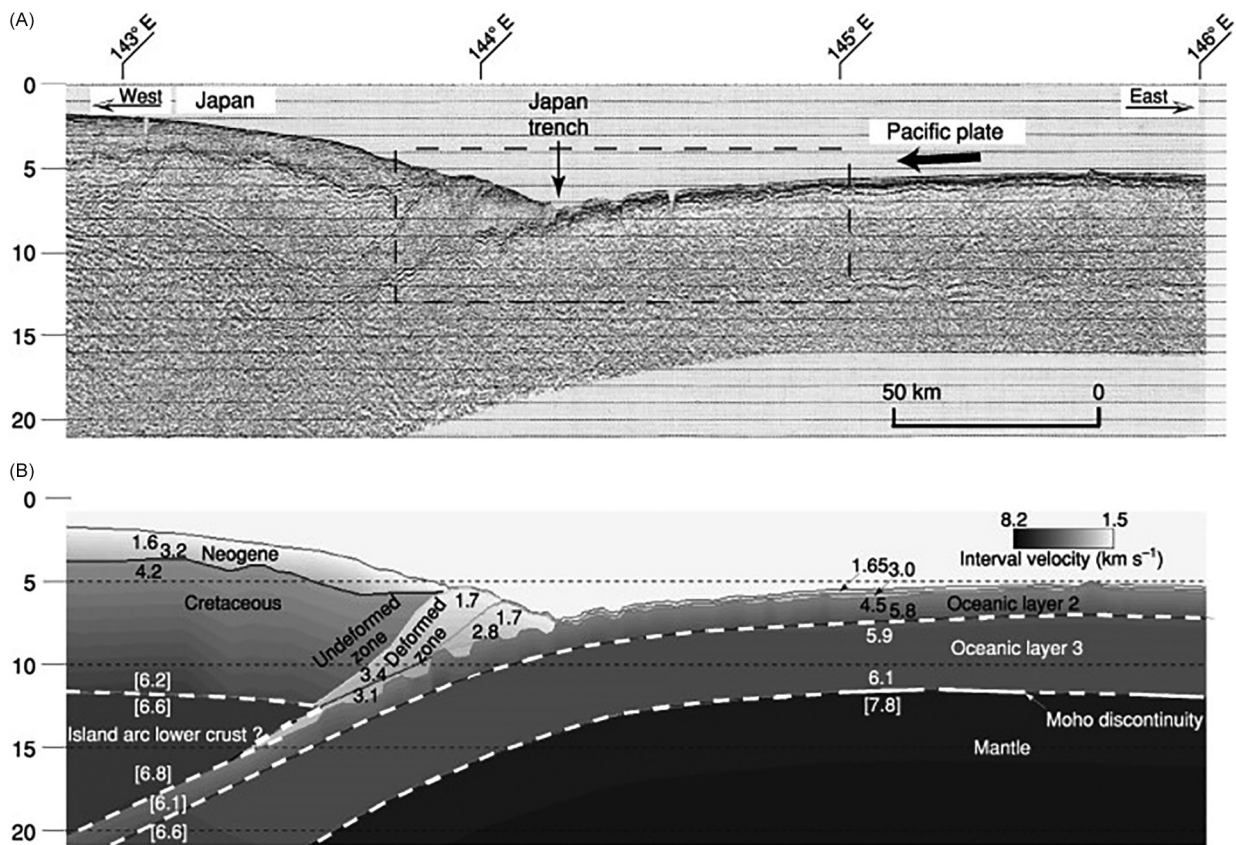 (A)
143° E
144° E
145° E
146° E
0
West
Japan
Japan
trench
East
Pacific plate
5
10
15
20
50 km
0
(B)
0
8.2
1.5
Interval velocity (km s⁻¹)
1.6
3.2
Neogene
4.2
Cretaceous
5
1.7
1.7
2.8
Undeformed
zone
Deformed
zone
3.4
3.1
1.65
3.0
4.5
5.8
Oceanic layer 2
5.9
Oceanic layer 3
10
[6.2]
[6.6]
6.1
[7.8]
Moho discontinuity
Island arc lower crust ?
Mantle
15
[6.8]
[6.1]
[6.6]
20